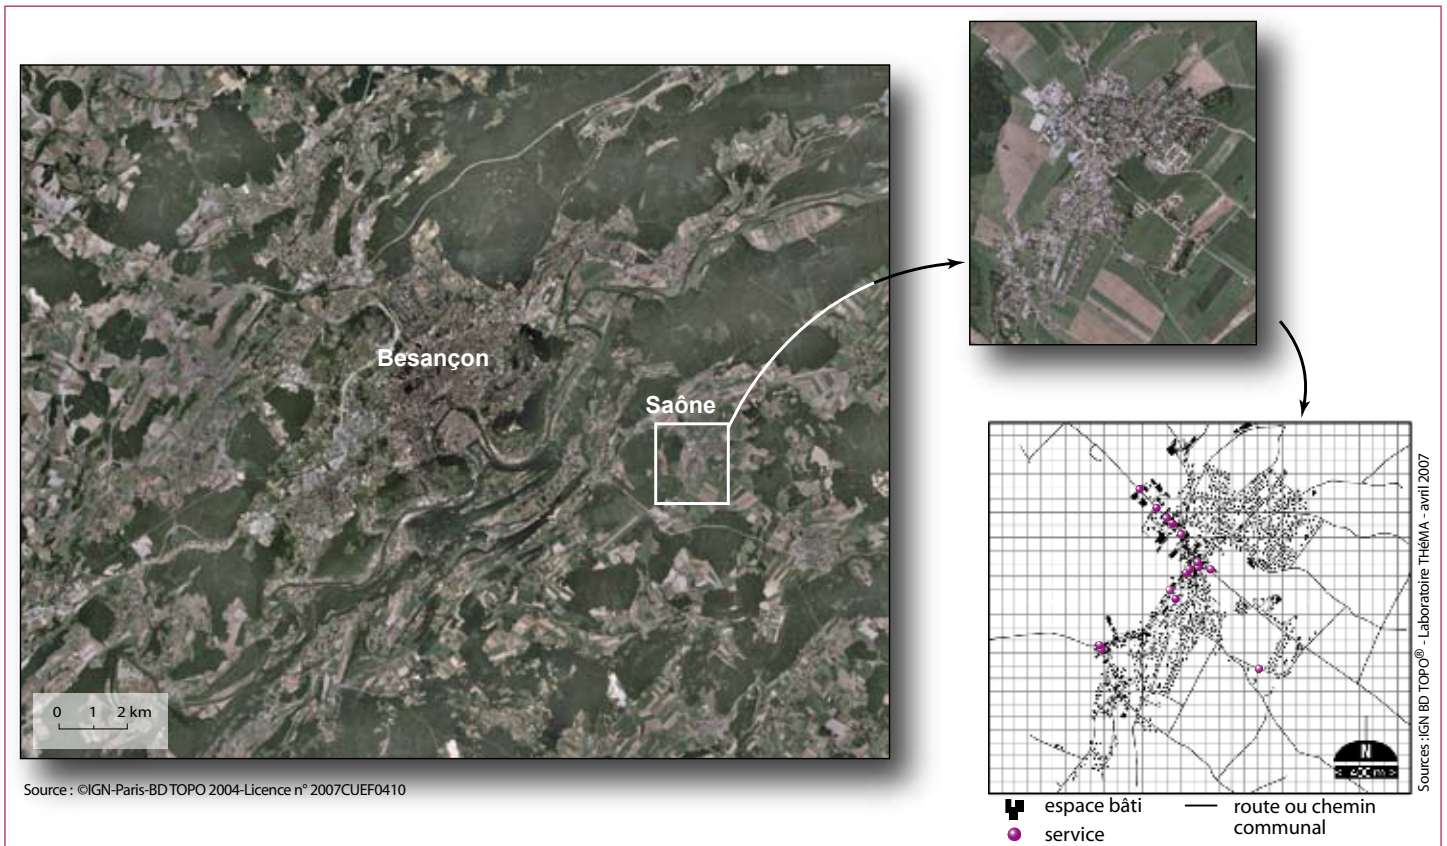 Besançon
Saône
0 1 2 km
Source : ©IGN-Paris-BD TOPO 2004-Licence n° 2007CUEF0410
N
400 m
Sources :IGN BD TOPO® - Laboratoire THéMA - avril 2007
espace bâti
route ou chemin
communal
service